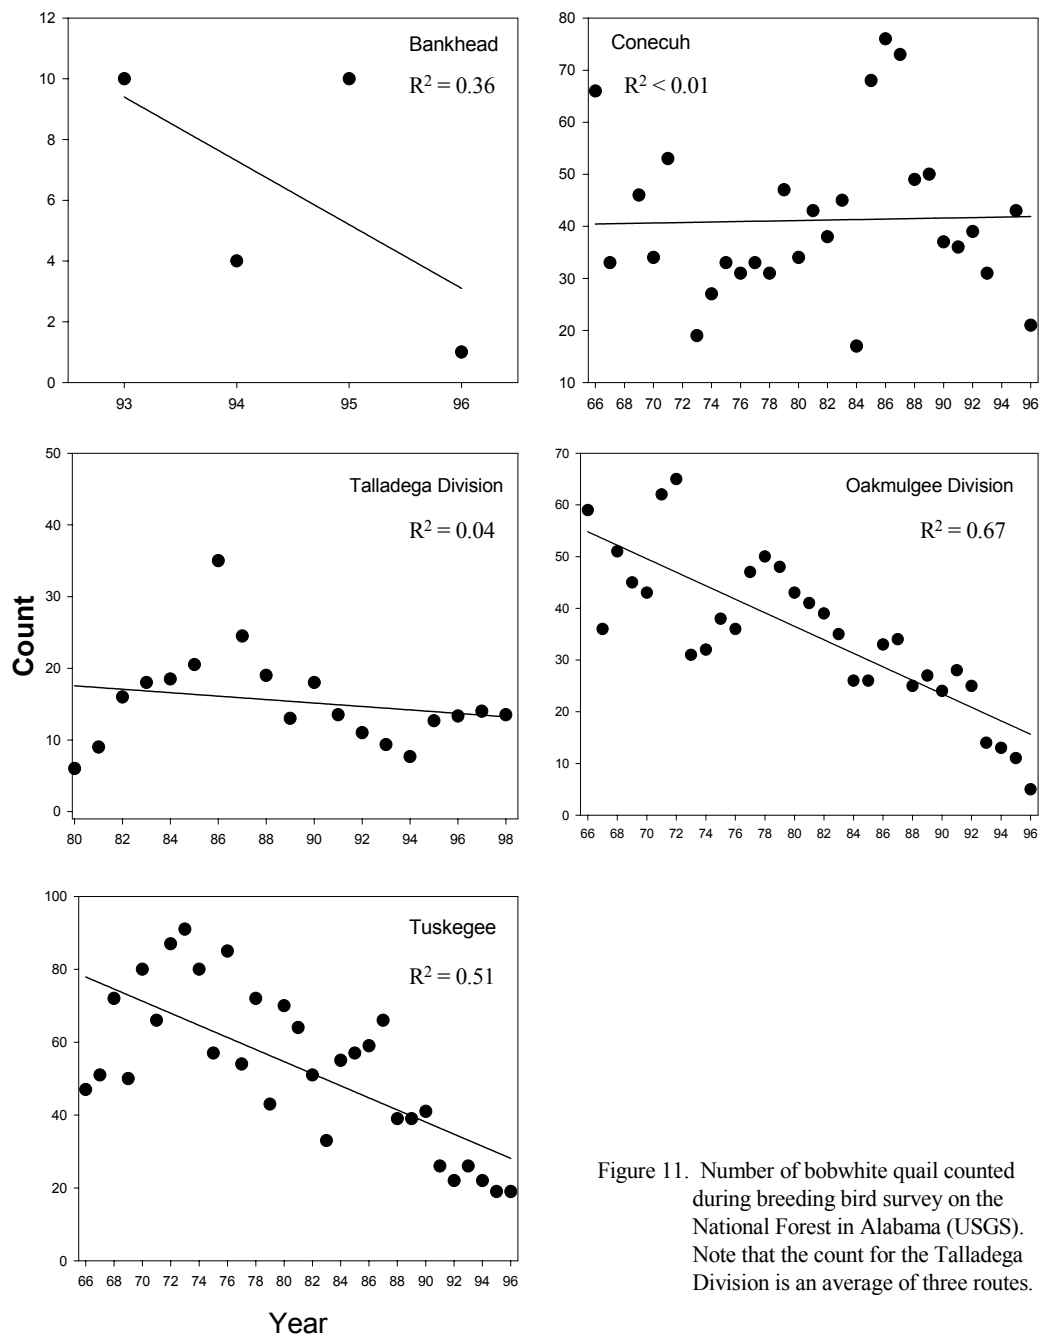 Bankhead
R² = 0.36
12
10
8
6
4
2
0
93 94 95 96
Conecuh
R² < 0.01
80
70
60
50
40
30
20
10
66 68 70 72 74 76 78 80 82 84 86 88 90 92 94 96
Talladega Division
R² = 0.04
50
40
30
20
10
0
80 82 84 86 88 90 92 94 96 98
Oakmulgee Division
R² = 0.67
70
60
50
40
30
20
10
0
66 68 70 72 74 76 78 80 82 84 86 88 90 92 94 96
Count
Tuskegee
R² = 0.51
100
80
60
40
20
0
66 68 70 72 74 76 78 80 82 84 86 88 90 92 94 96
Year
Figure 11. Number of bobwhite quail counted
during breeding bird survey on the
National Forest in Alabama (USGS).
Note that the count for the Talladega
Division is an average of three routes.